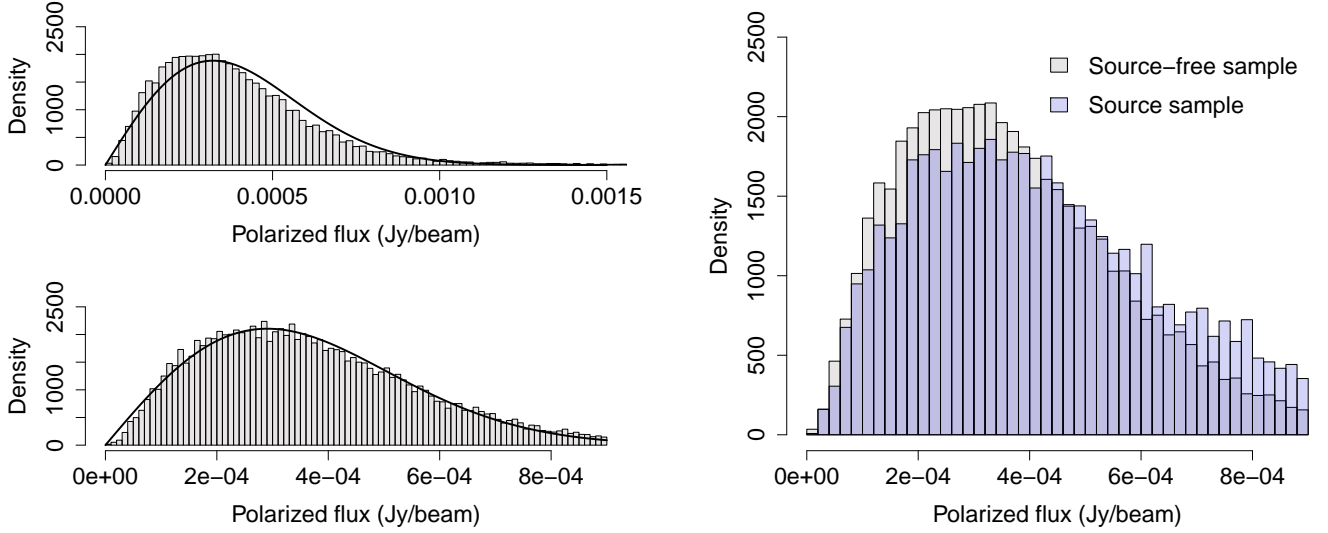 Density
2500
1000
0
0.0000 0.0005 0.0010 0.0015
Polarized flux (Jy/beam)
Density
2500
1000
0
0e+00 2e−04 4e−04 6e−04 8e−04
Polarized flux (Jy/beam)
Density
2500
2000
1500
1000
500
0
Source−free sample
Source sample
0e+00 2e−04 4e−04 6e−04 8e−04
Polarized flux (Jy/beam)